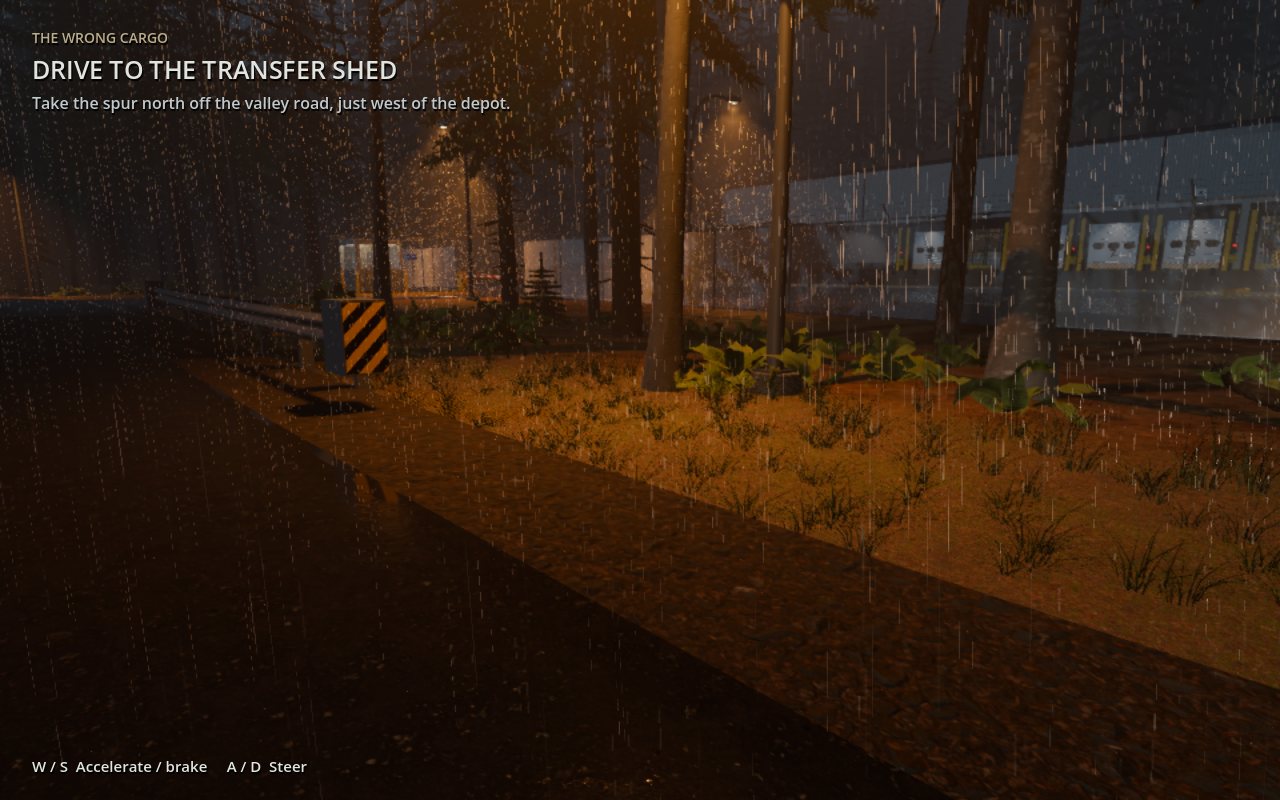 THE WRONG CARGO
DRIVE TO THE TRANSFER SHED
Take the spur north off the valley road, just west of the depot.
W / S Accelerate / brake A / D Steer